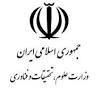 جمهوری اسلامی ایران
وزارت علوم، تحقیقات و فناوری